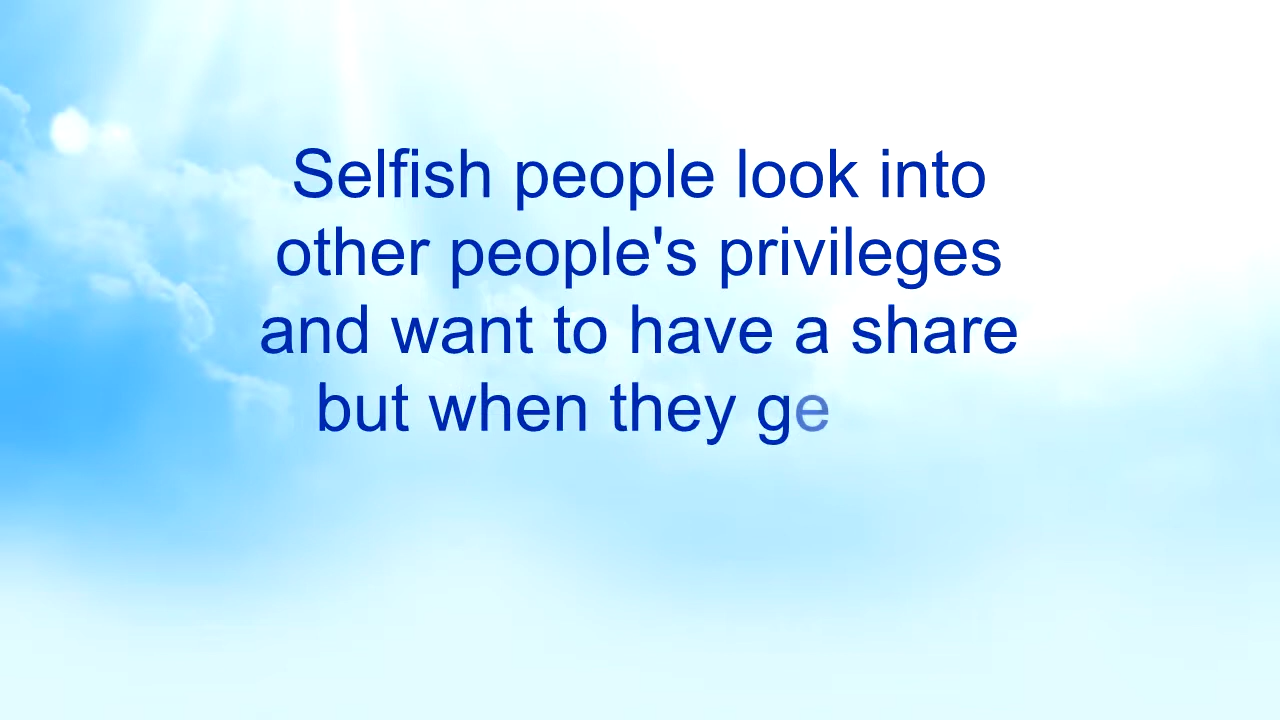 Selfish people look into
other people's privileges
and want to have a share
but when they ge